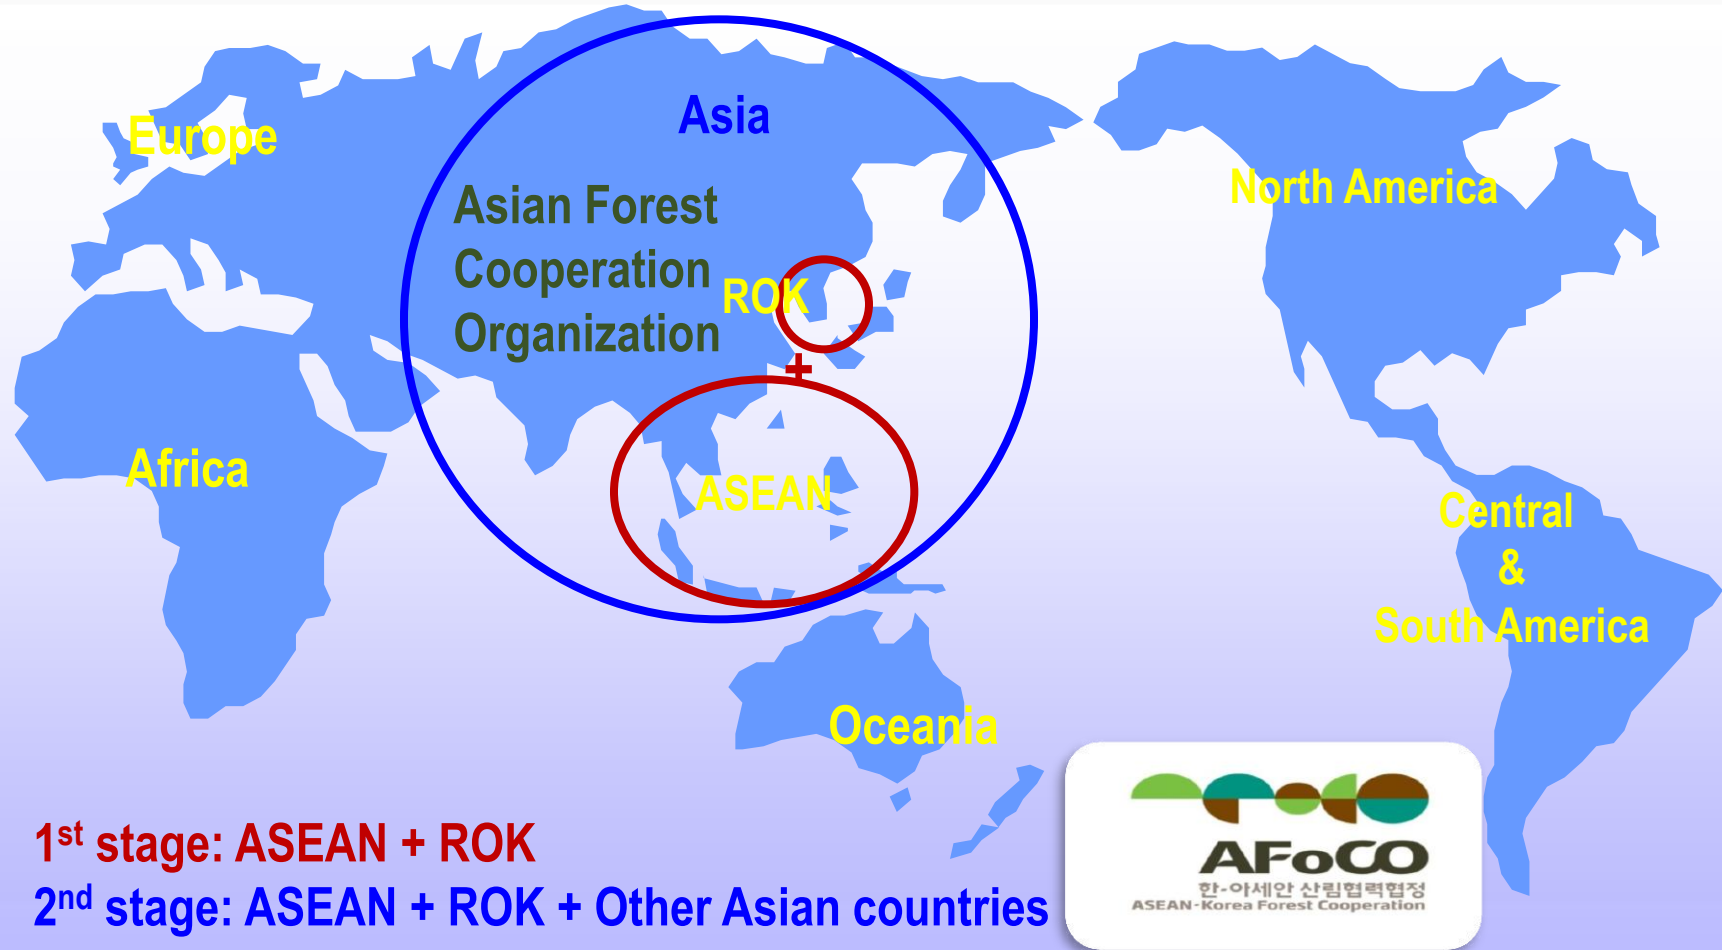 Asia
Europe
North America
Asian Forest
Cooperation
Organization
ROK
+
Africa
ASEAN
Central
&
South America
Oceania
1st stage: ASEAN + ROK
2nd stage: ASEAN + ROK + Other Asian countries
AFoCO
한-아세안 산림협력협정
ASEAN-Korea Forest Cooperation